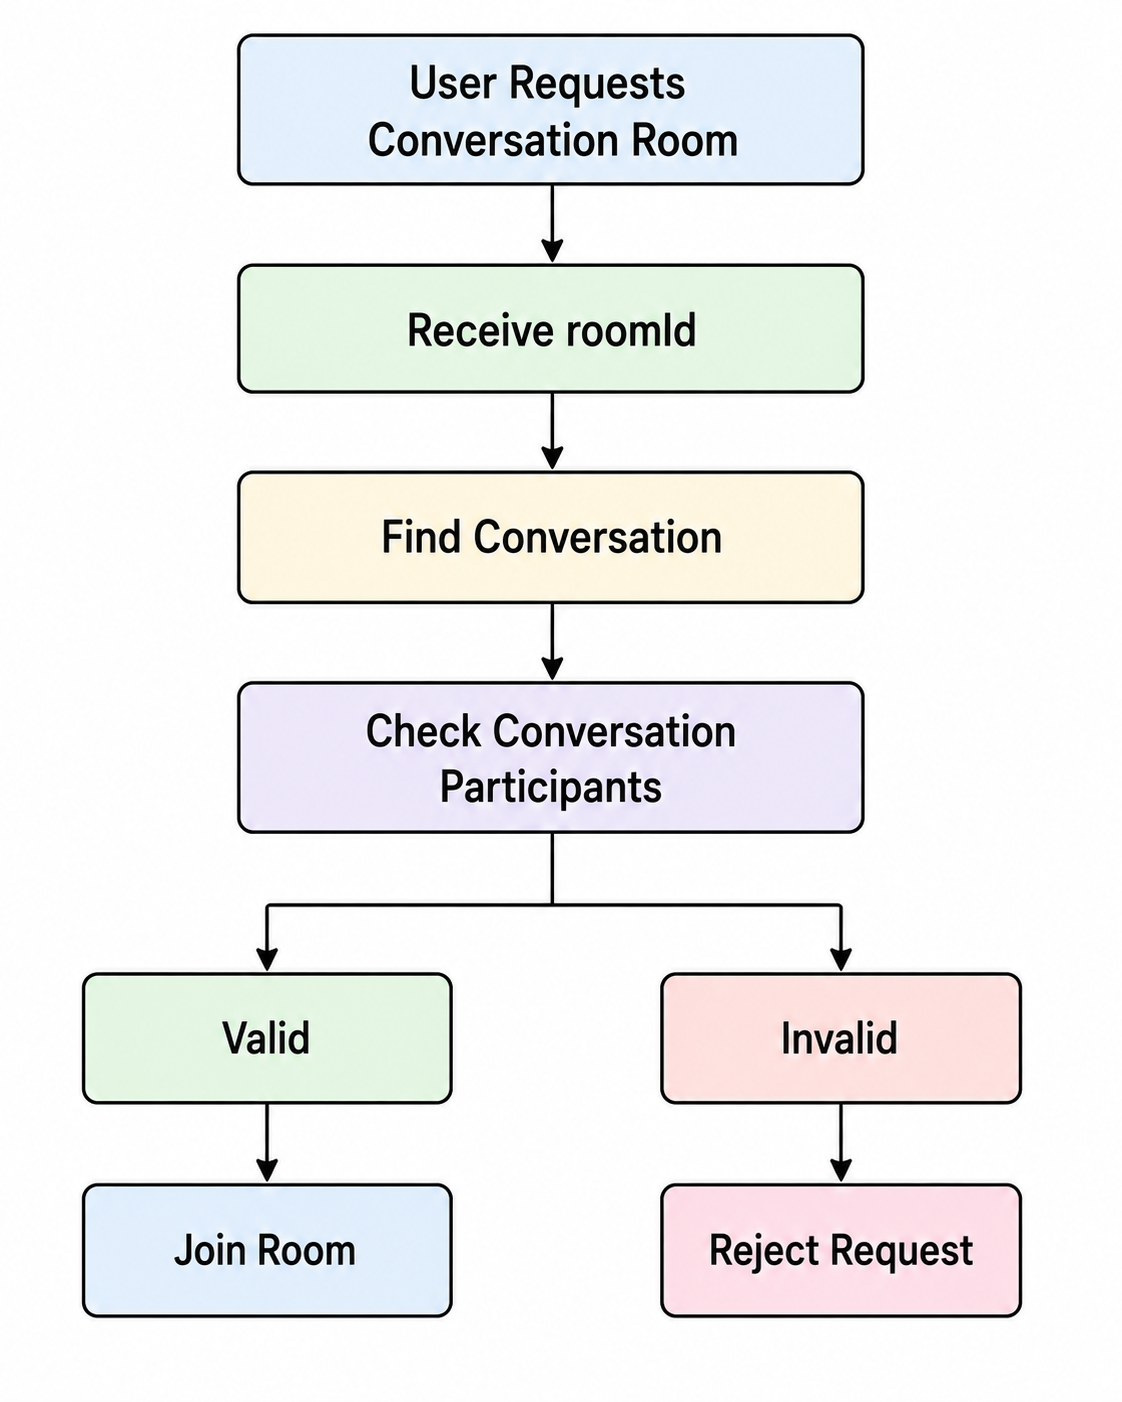 User Requests
Conversation Room
Receive roomId
Find Conversation
Check Conversation
Participants
Valid
Invalid
Join Room
Reject Request